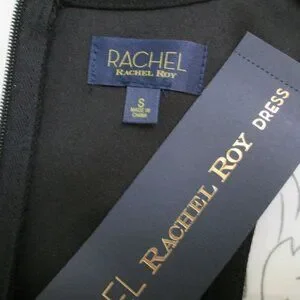 RACHEL
RACHEL ROY
S
MADE IN
CHINA
EL RACHEL ROY DRESS